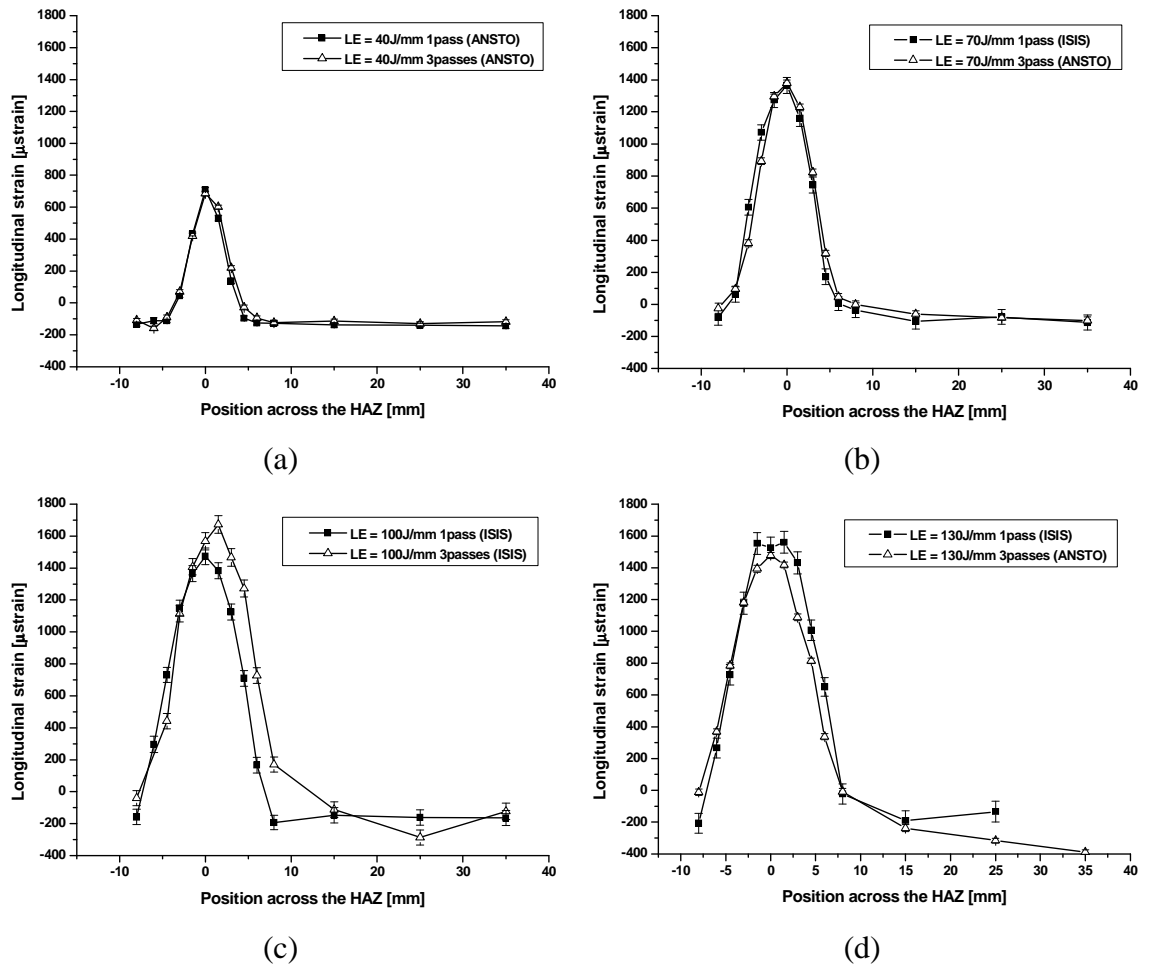 1800
1600
1400
1200
1000
800
600
400
200
0
-200
-400
Longitudinal strain [µstrain]
LE = 40J/mm 1pass (ANSTO)
LE = 40J/mm 3passes (ANSTO)
-10 0 10 20 30 40
Position across the HAZ [mm]
(a)
1800
1600
1400
1200
1000
800
600
400
200
0
-200
-400
Longitudinal strain [µstrain]
LE = 70J/mm 1pass (ISIS)
LE = 70J/mm 3pass (ANSTO)
-10 0 10 20 30 40
Position across the HAZ [mm]
(b)
1800
1600
1400
1200
1000
800
600
400
200
0
-200
-400
Longitudinal strain [µstrain]
LE = 100J/mm 1pass (ISIS)
LE = 100J/mm 3passes (ISIS)
-10 0 10 20 30 40
Position across the HAZ [mm]
(c)
1800
1600
1400
1200
1000
800
600
400
200
0
-200
-400
Longitudinal strain [µstrain]
LE = 130J/mm 1pass (ISIS)
LE = 130J/mm 3passes (ANSTO)
-10 -5 0 5 10 15 20 25 30 35 40
Position across the HAZ [mm]
(d)